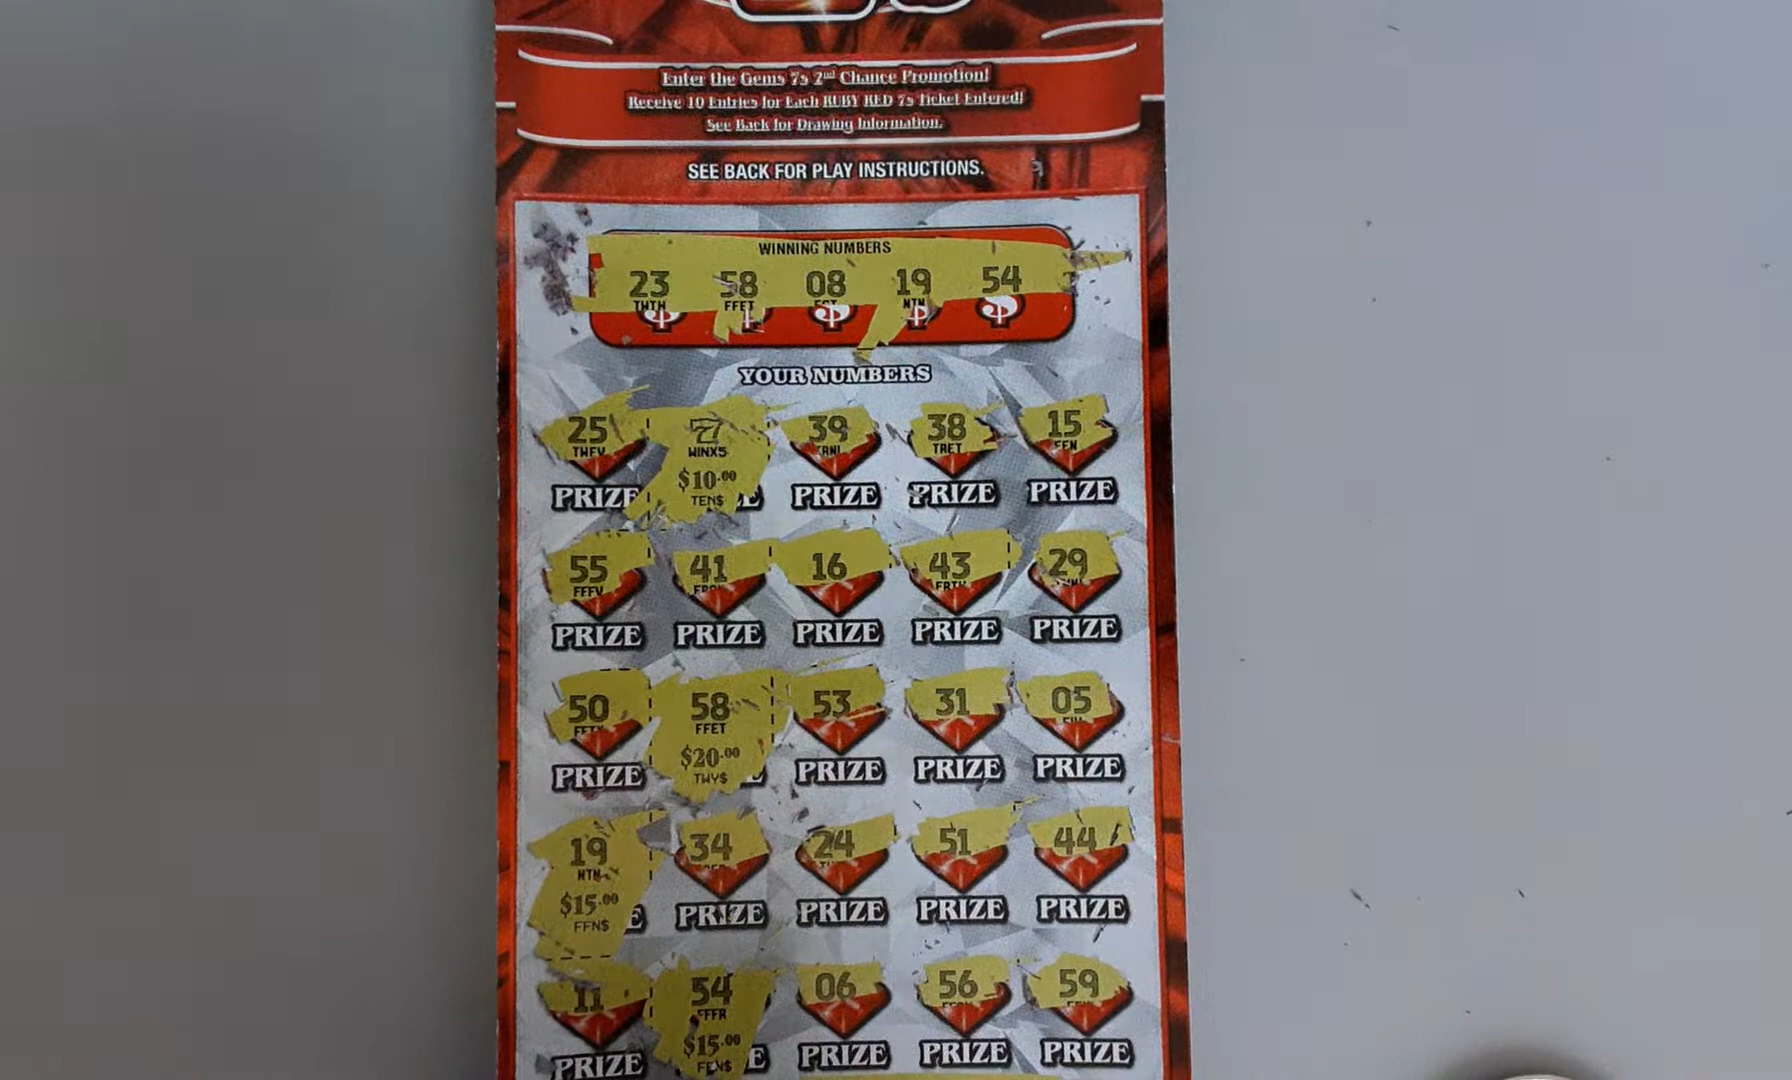 Enter the Gems 7s 2nd Chance Promotion!
Receive 10 Entries for Each RUBY RED 7s Ticket Entered!
See Back for Drawing Information.
SEE BACK FOR PLAY INSTRUCTIONS.
WINNING NUMBERS
23 58 08 19 54
TWTH FFET NTN
YOUR NUMBERS
25 77 39 38 15
TWFV WINX5 TRET
$10.00
TEN$
PRIZE PRIZE PRIZE PRIZE
55 41 16 43 29
FFFV
PRIZE PRIZE PRIZE PRIZE PRIZE
50 58 53 31 05
FFET
$20.00
TWY$
PRIZE PRIZE PRIZE PRIZE
19 34 24 51 44
NTN
$15.00
FFN$
PRIZE PRIZE PRIZE PRIZE
11 54 06 56 59
FFFR
$15.00
FFN$
PRIZE PRIZE PRIZE PRIZE